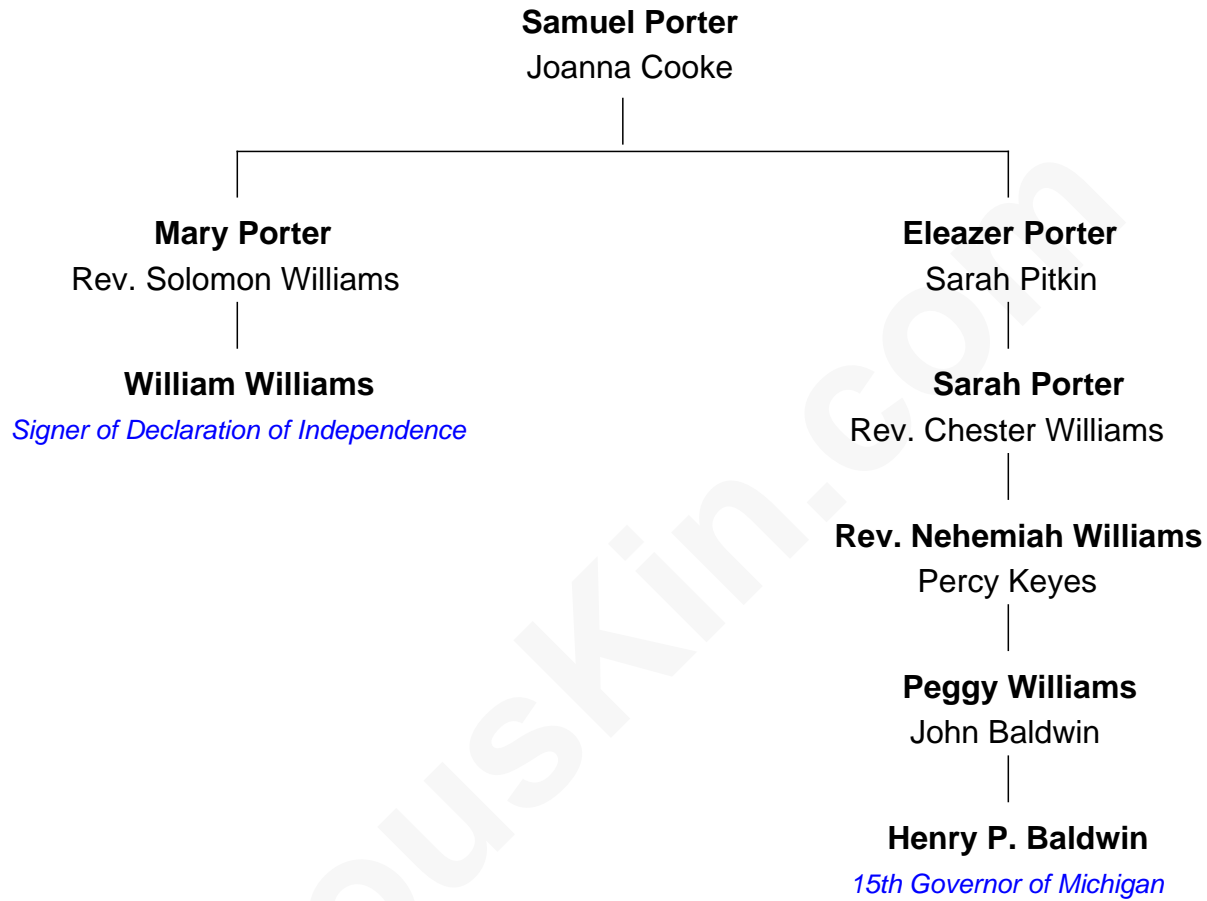 Samuel Porter
Joanna Cooke
Mary Porter
Rev. Solomon Williams
William Williams
Signer of Declaration of Independence
Eleazer Porter
Sarah Pitkin
Sarah Porter
Rev. Chester Williams
Rev. Nehemiah Williams
Percy Keyes
Peggy Williams
John Baldwin
Henry P. Baldwin
15th Governor of Michigan
ousKin.com